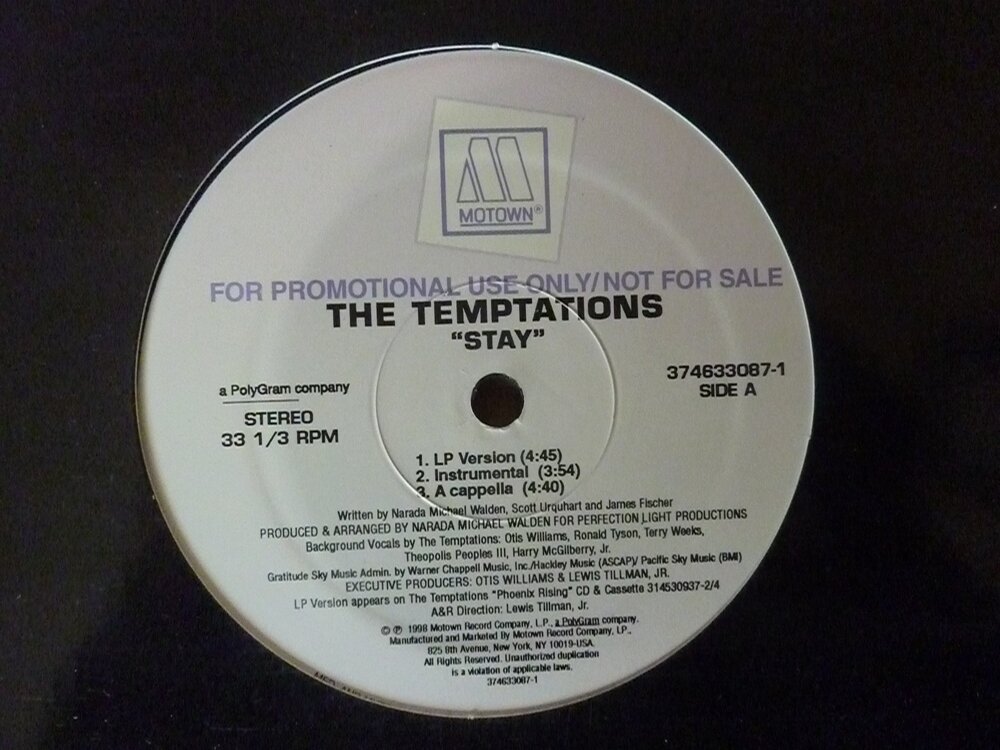 MOTOWN®
FOR PROMOTIONAL USE ONLY/NOT FOR SALE
THE TEMPTATIONS
"STAY"
a PolyGram company
STEREO
33 1/3 RPM
374633087-1
SIDE A
1. LP Version (4:45)
2. Instrumental (3:54)
3. A cappella (4:40)
Written by Narada Michael Walden, Scott Urquhart and James Fischer
PRODUCED & ARRANGED BY NARADA MICHAEL WALDEN FOR PERFECTION LIGHT PRODUCTIONS
Background Vocals by The Temptations: Otis Williams, Ronald Tyson, Terry Weeks,
Theopolis Peoples III, Harry McGilberry, Jr.
Gratitude Sky Music Admin. by Warner Chappell Music, Inc./Hackley Music (ASCAP)/ Pacific Sky Music (BMI)
EXECUTIVE PRODUCERS: OTIS WILLIAMS & LEWIS TILLMAN, JR.
LP Version appears on The Temptations "Phoenix Rising" CD & Cassette 314530937-2/4
A&R Direction: Lewis Tillman, Jr.
© ℗ 1998 Motown Record Company, L.P., a PolyGram company.
Manufactured and Marketed By Motown Record Company, L.P.,
825 8th Avenue, New York, NY 10019-USA.
All Rights Reserved. Unauthorized duplication
is a violation of applicable laws.
374633087-1